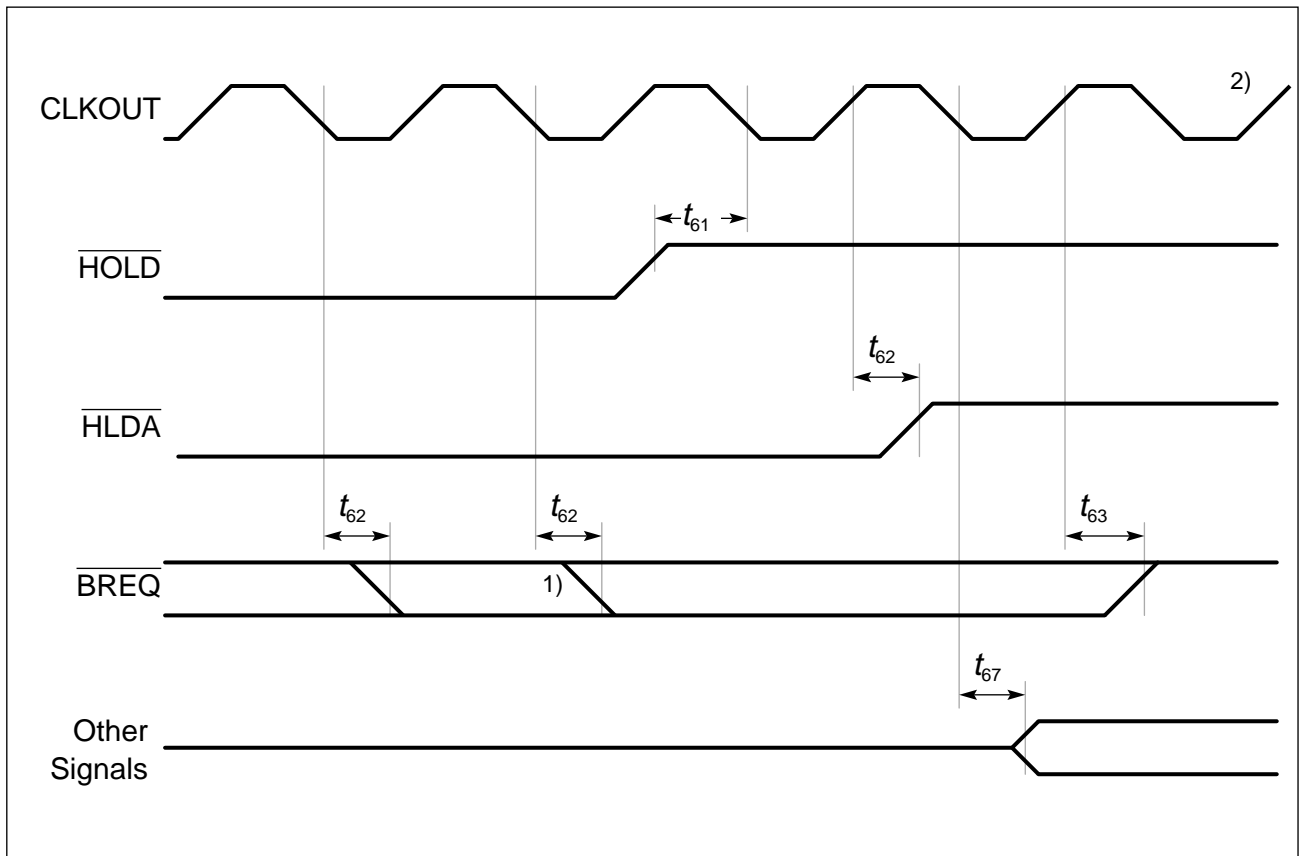 2)
CLKOUT
t61
HOLD
t62
HLDA
t62
t62
t63
BREQ
1)
t67
Other
Signals